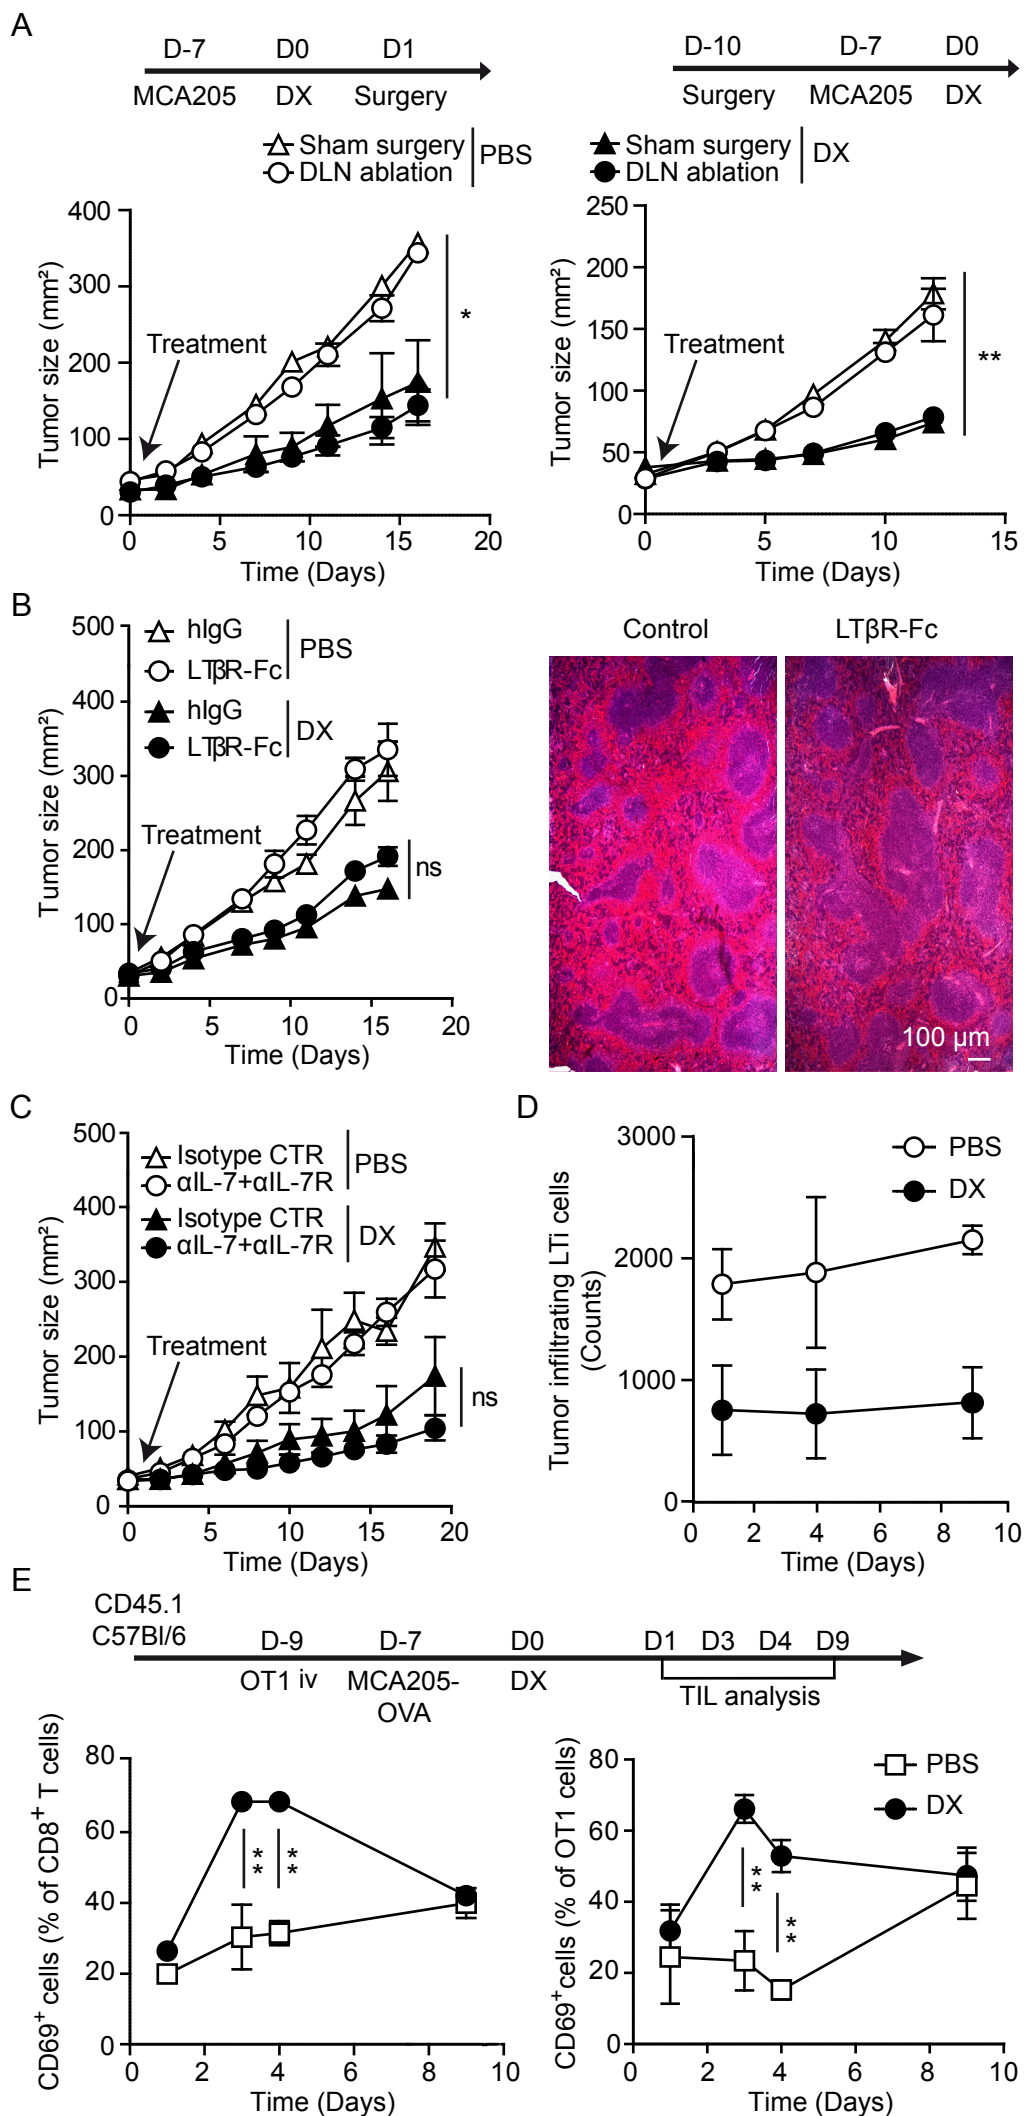 A
D-7 D0 D1
MCA205 DX Surgery
Sham surgery
DLN ablation
PBS
D-10 D-7 D0
Surgery MCA205 DX
Sham surgery
DLN ablation
DX
Tumor size (mm²)
400
300
200
100
0
Treatment
*
0 5 10 15 20
Time (Days)
Tumor size (mm²)
250
200
150
100
50
0
Treatment
**
0 5 10 15
Time (Days)
B
Tumor size (mm²)
500
400
300
200
100
0
hIgG
LTβR-Fc
PBS
hIgG
LTβR-Fc
DX
Treatment
ns
0 5 10 15 20
Time (Days)
Control LTβR-Fc
100 µm
C
Tumor size (mm²)
500
400
300
200
100
0
Isotype CTR
αIL-7+αIL-7R
PBS
Isotype CTR
αIL-7+αIL-7R
DX
Treatment
ns
0 5 10 15 20
Time (Days)
D
Tumor infiltrating LTi cells
(Counts)
3000
2000
1000
0
PBS
DX
0 2 4 6 8 10
Time (Days)
E
CD45.1
C57Bl/6
D-9 D-7 D0 D1 D3 D4 D9
OT1 iv MCA205-
OVA
DX
TIL analysis
CD69+ cells (% of CD8+ T cells)
80
60
40
20
0
** **
0 2 4 6 8 10
Time (Days)
CD69+cells (% of OT1 cells)
80
60
40
20
0
PBS
DX
** **
0 2 4 6 8 10
Time (Days)